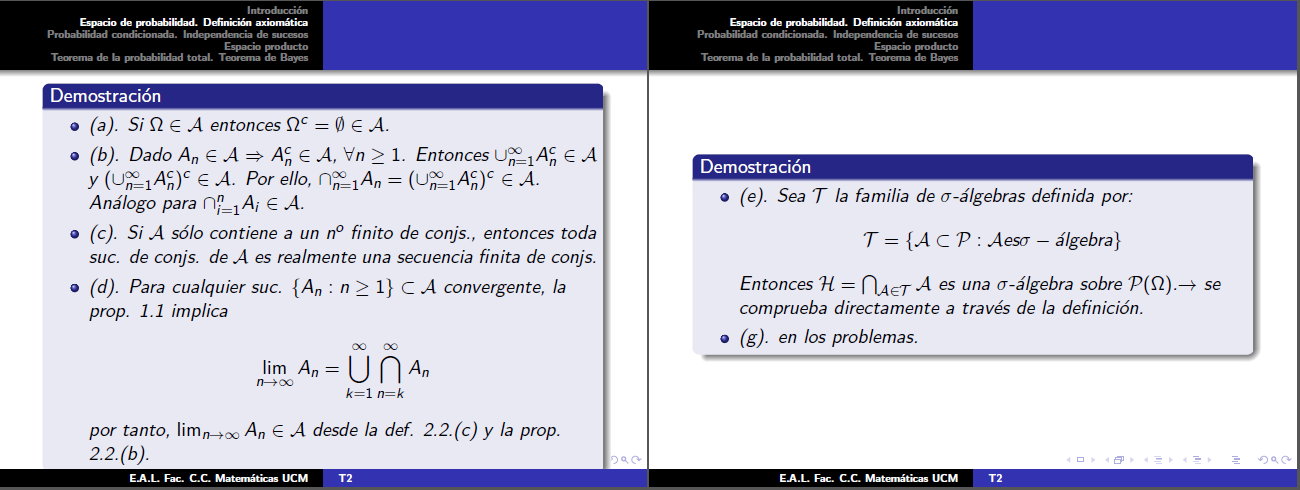 Introducción
Espacio de probabilidad. Definición axiomática
Probabilidad condicionada. Independencia de sucesos
Espacio producto
Teorema de la probabilidad total. Teorema de Bayes
Demostración
(a). Si Ω ∈ 𝒜 entonces Ω^c = ∅ ∈ 𝒜.
(b). Dado A_n ∈ 𝒜 ⇒ A_n^c ∈ 𝒜, ∀n ≥ 1. Entonces ∪_{n=1}^∞ A_n^c ∈ 𝒜
y (∪_{n=1}^∞ A_n^c)^c ∈ 𝒜. Por ello, ∩_{n=1}^∞ A_n = (∪_{n=1}^∞ A_n^c)^c ∈ 𝒜.
Análogo para ∩_{i=1}^n A_i ∈ 𝒜.
(c). Si 𝒜 sólo contiene a un nº finito de conjs., entonces toda
suc. de conjs. de 𝒜 es realmente una secuencia finita de conjs.
(d). Para cualquier suc. {A_n : n ≥ 1} ⊂ 𝒜 convergente, la
prop. 1.1 implica
lim_{n→∞} A_n = ⋃_{k=1}^∞ ⋂_{n=k}^∞ A_n
por tanto, lim_{n→∞} A_n ∈ 𝒜 desde la def. 2.2.(c) y la prop.
2.2.(b).
E.A.L. Fac. C.C. Matemáticas UCM T2
Introducción
Espacio de probabilidad. Definición axiomática
Probabilidad condicionada. Independencia de sucesos
Espacio producto
Teorema de la probabilidad total. Teorema de Bayes
Demostración
(e). Sea 𝒯 la familia de σ-álgebras definida por:
𝒯 = {𝒜 ⊂ 𝒫 : 𝒜esσ − álgebra}
Entonces ℋ = ⋂_{𝒜∈𝒯} 𝒜 es una σ-álgebra sobre 𝒫(Ω).→ se
comprueba directamente a través de la definición.
(g). en los problemas.
E.A.L. Fac. C.C. Matemáticas UCM T2